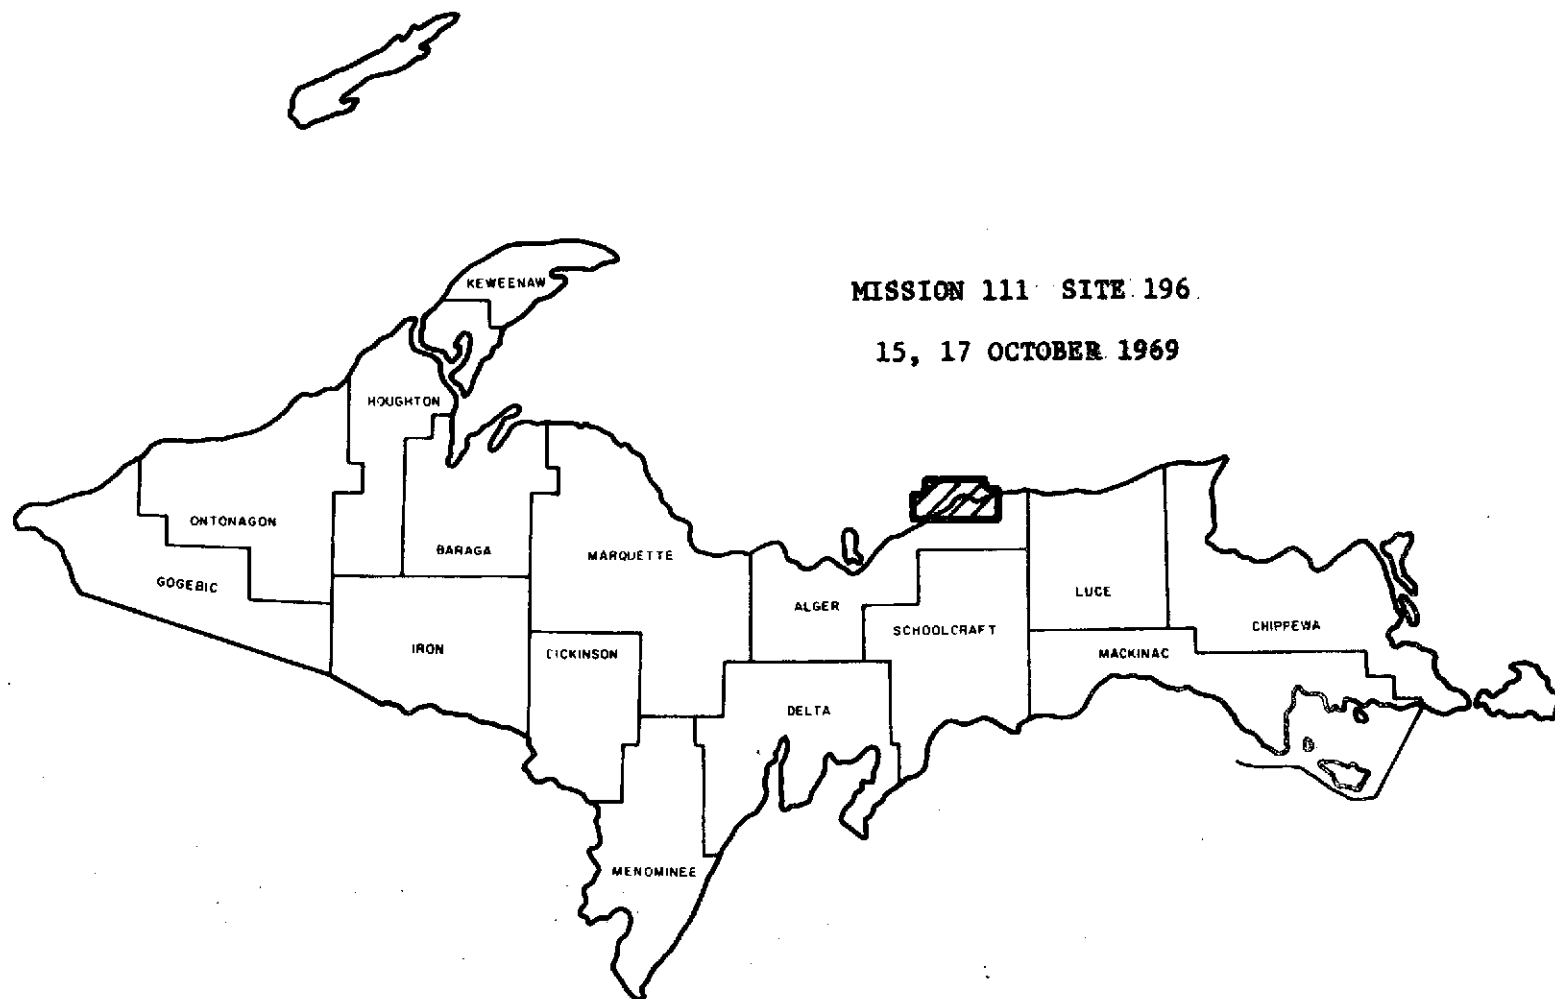 KEWEENAW
MISSION 111 SITE 196
15, 17 OCTOBER 1969
HOUGHTON
ONTONAGON
BARAGA
MARQUETTE
GOGEBIC
ALGER
LUCE
SCHOOLCRAFT
CHIPPEWA
IRON
DICKINSON
MACKINAC
DELTA
MENOMINEE